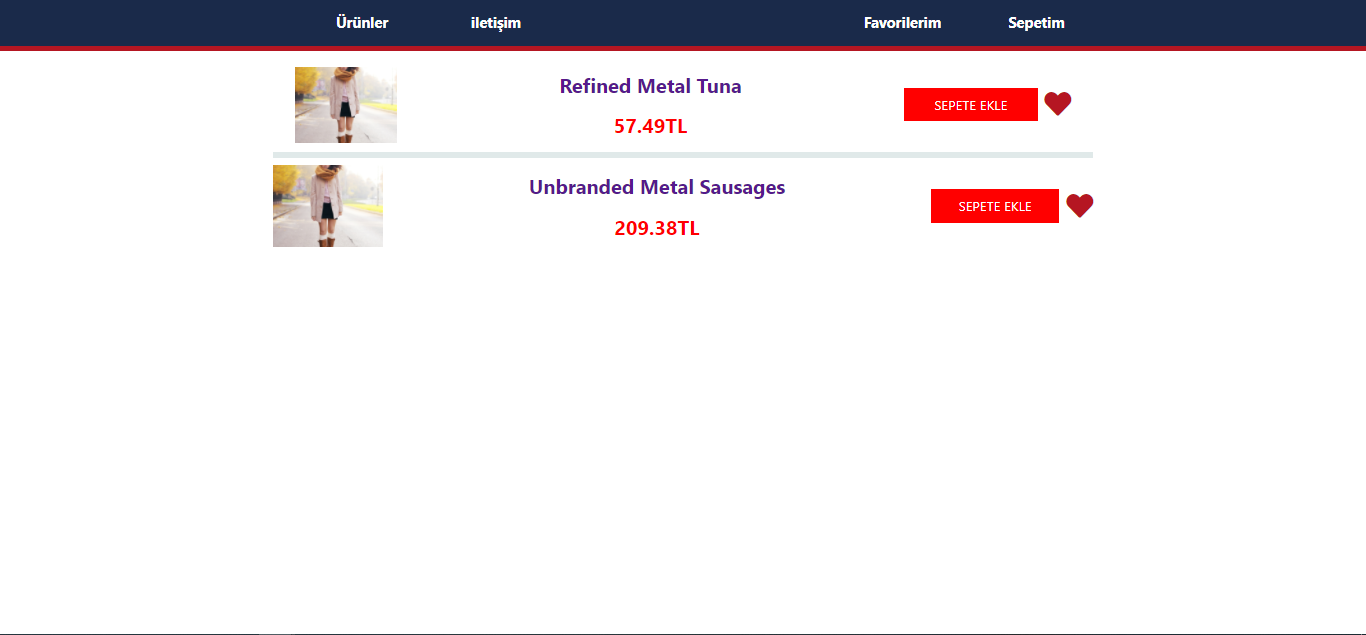 Ürünler iletişim Favorilerim Sepetim
Refined Metal Tuna
57.49TL
SEPETE EKLE
Unbranded Metal Sausages
209.38TL
SEPETE EKLE